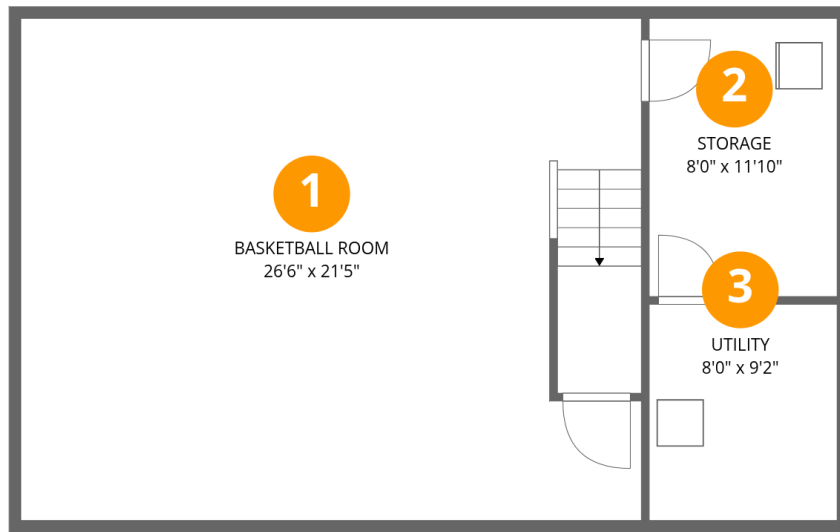 1
BASKETBALL ROOM
26'6" x 21'5"
2
STORAGE
8'0" x 11'10"
3
UTILITY
8'0" x 9'2"